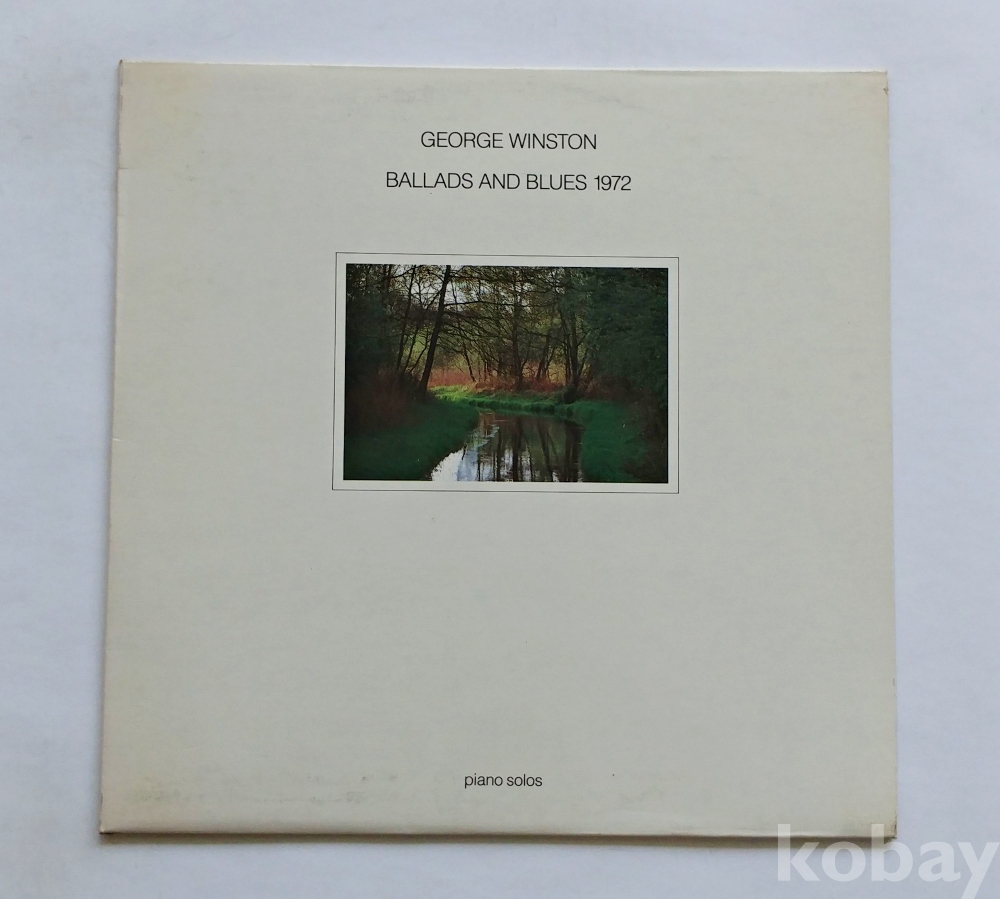 GEORGE WINSTON
BALLADS AND BLUES 1972
piano solos
kobay